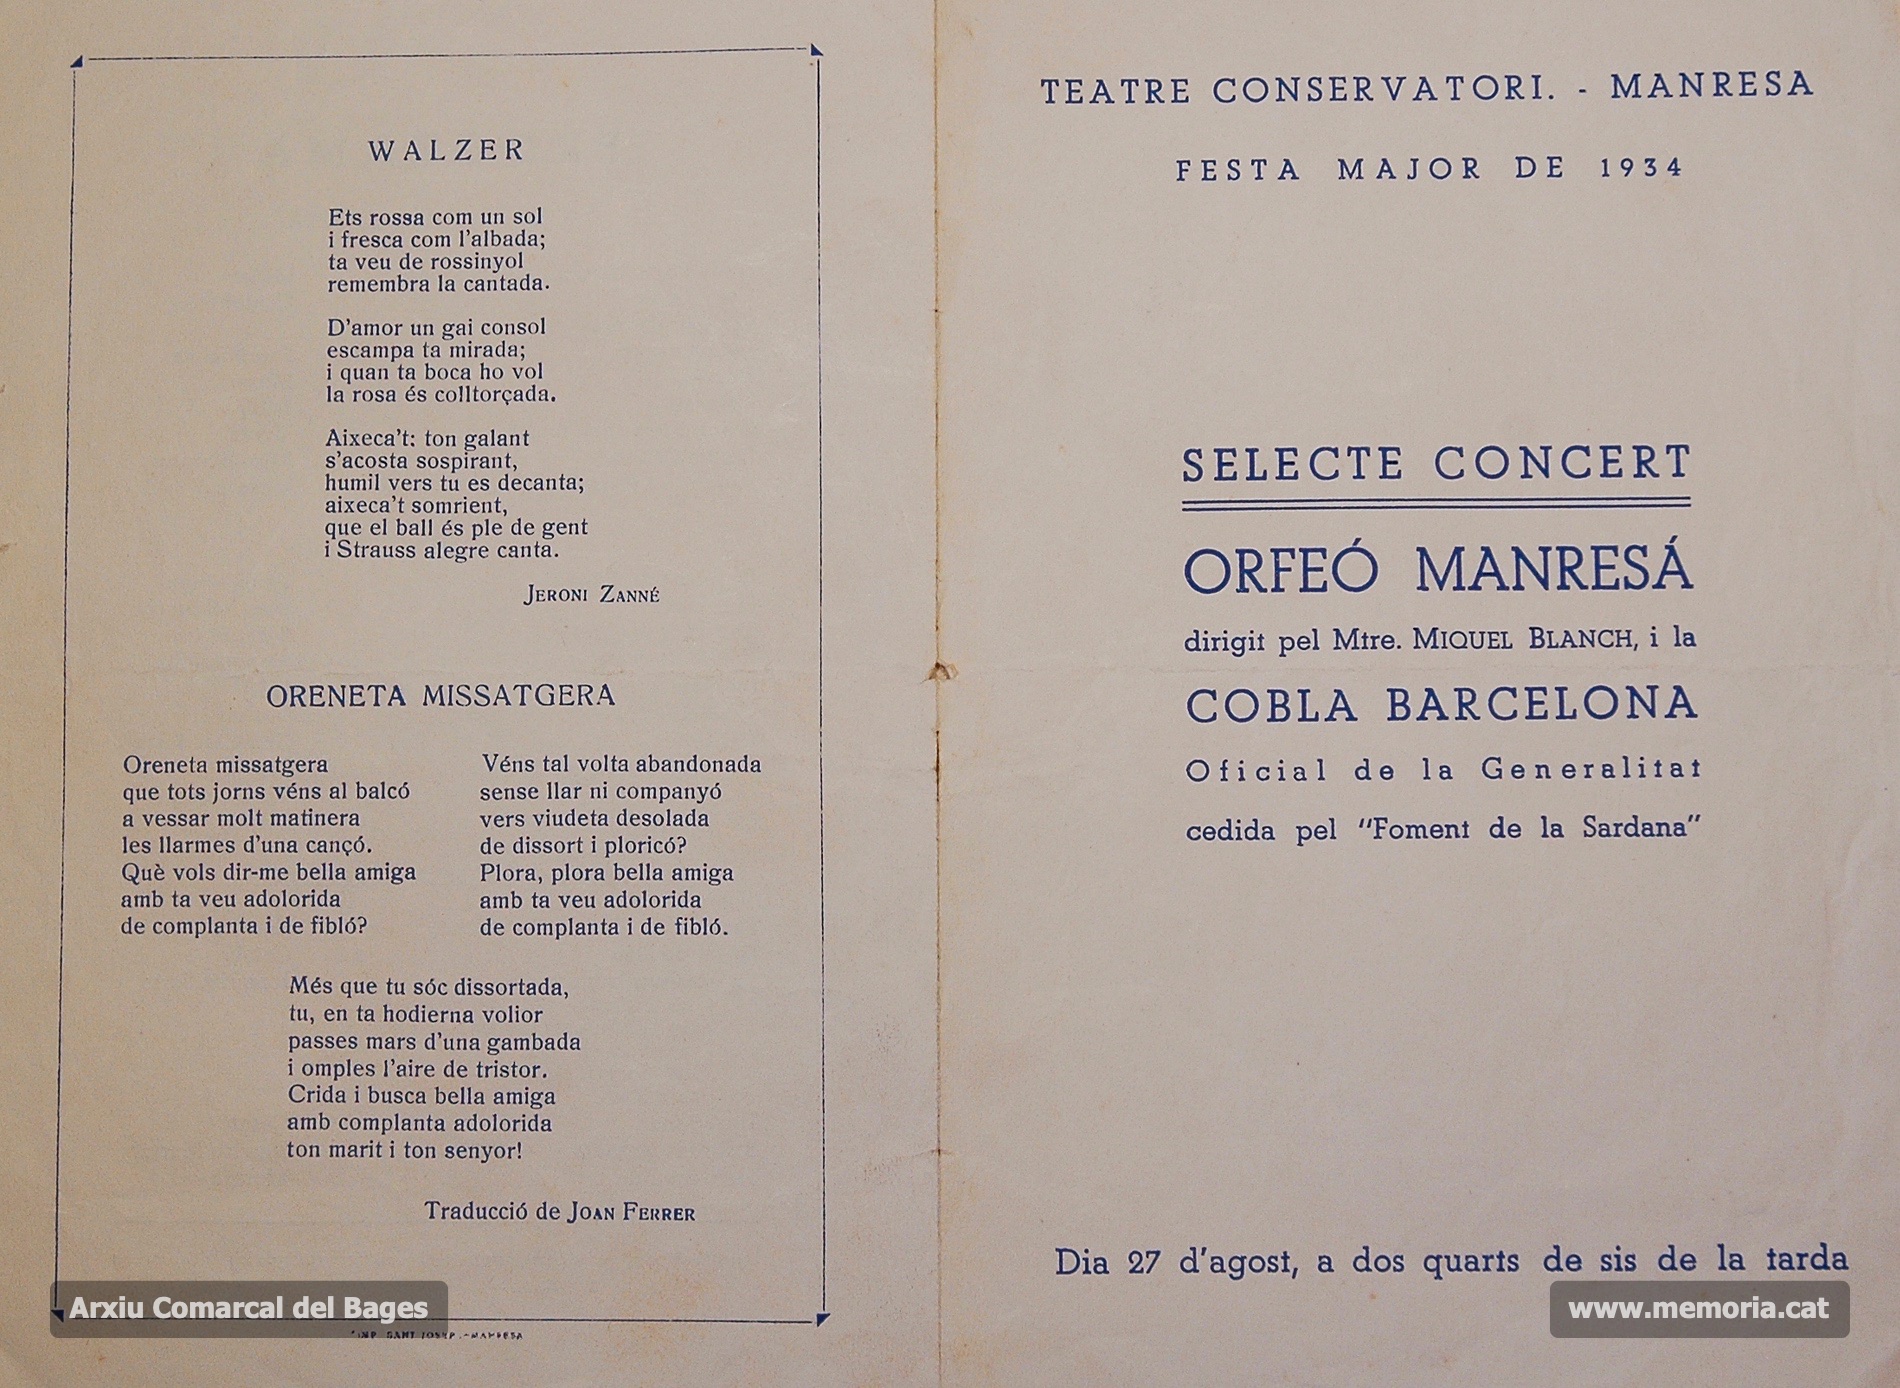 WALZER
Ets rossa com un sol
i fresca com l'albada;
ta veu de rossinyol
remembra la cantada.
D'amor un gai consol
escampa ta mirada;
i quan ta boca ho vol
la rosa és colltorçada.
Aixeca't: ton galant
s'acosta sospirant,
humil vers tu es decanta;
aixeca't somrient,
que el ball és ple de gent
i Strauss alegre canta.
JERONI ZANNÉ
ORENETA MISSATGERA
Oreneta missatgera
que tots jorns véns al balcó
a vessar molt matinera
les llarmes d'una cançó.
Què vols dir-me bella amiga
amb ta veu adolorida
de complanta i de fibló?
Véns tal volta abandonada
sense llar ni companyó
vers viudeta desolada
de dissort i ploricó?
Plora, plora bella amiga
amb ta veu adolorida
de complanta i de fibló.
Més que tu sóc dissortada,
tu, en ta hodierna volior
passes mars d'una gambada
i omples l'aire de tristor.
Crida i busca bella amiga
amb complanta adolorida
ton marit i ton senyor!
Traducció de JOAN FERRER
IMP. SANT JOSEP.-MANRESA
Arxiu Comarcal del Bages
TEATRE CONSERVATORI. - MANRESA
FESTA MAJOR DE 1934
SELECTE CONCERT
ORFEÓ MANRESÁ
dirigit pel Mtre. MIQUEL BLANCH, i la
COBLA BARCELONA
Oficial de la Generalitat
cedida pel "Foment de la Sardana"
Dia 27 d'agost, a dos quarts de sis de la tarda
www.memoria.cat